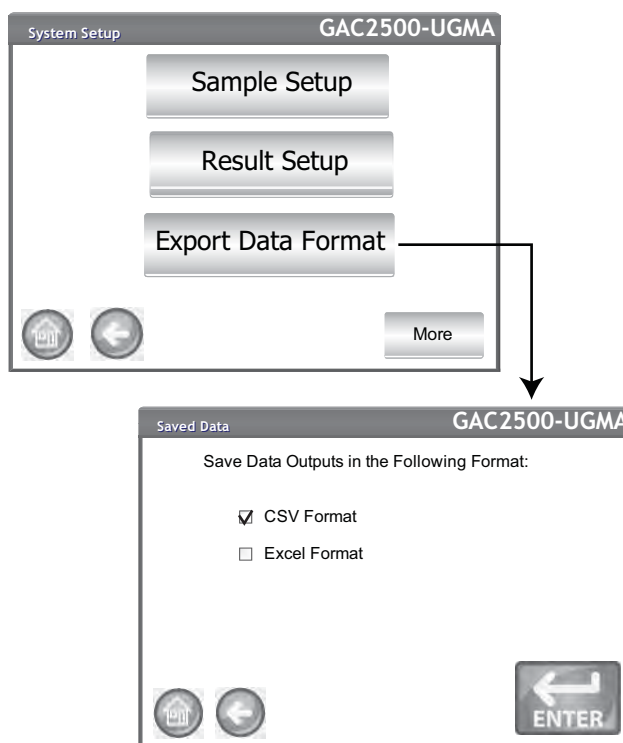 System Setup GAC2500-UGMA
Sample Setup
Result Setup
Export Data Format
More
Saved Data GAC2500-UGMA
Save Data Outputs in the Following Format:
CSV Format
Excel Format
ENTER